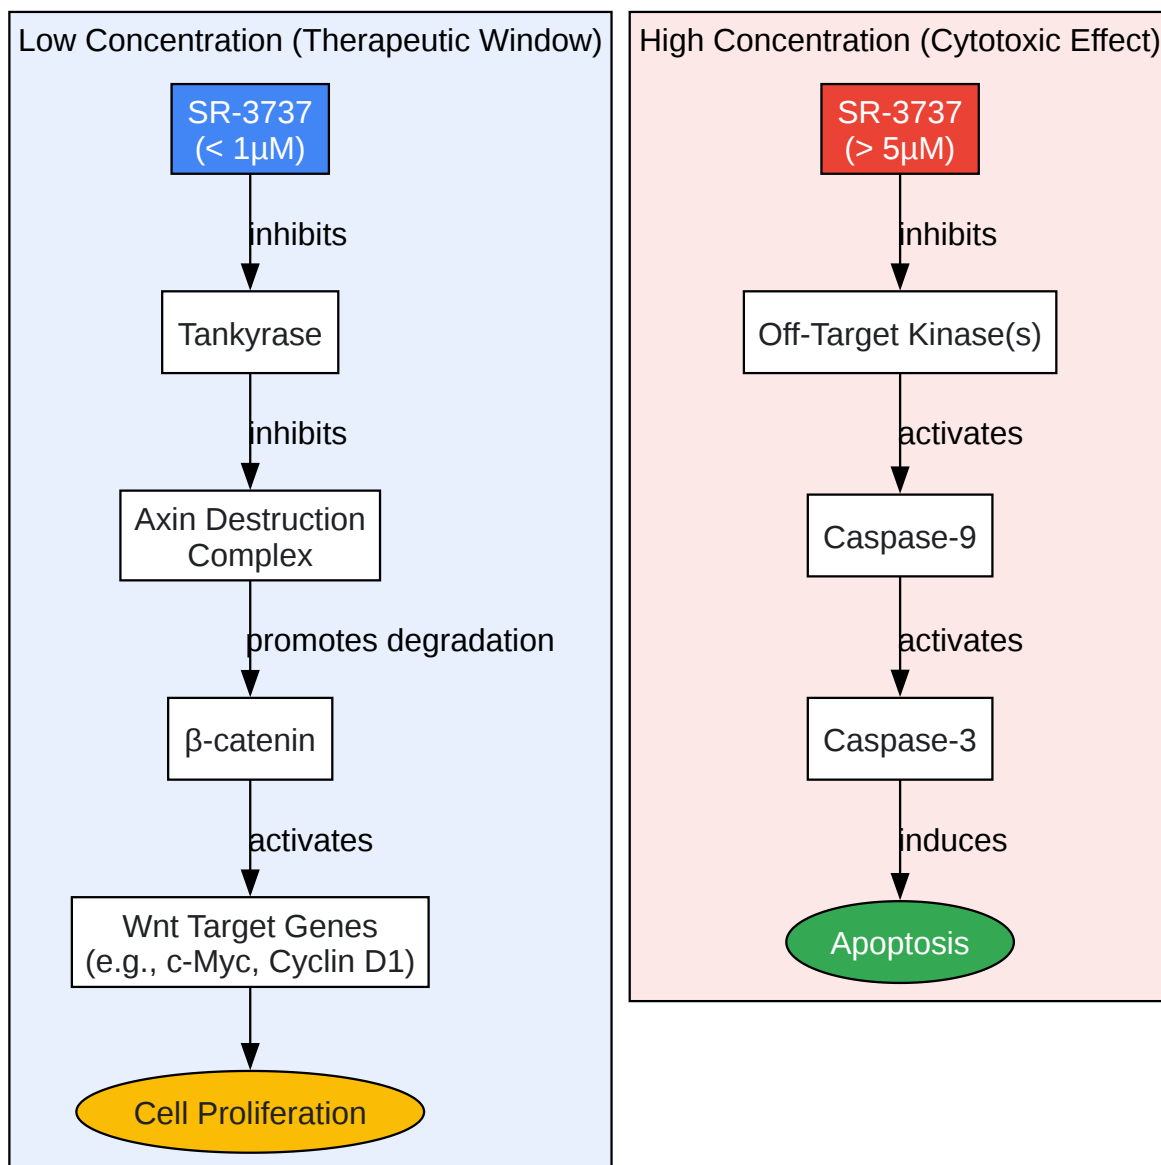 Low Concentration (Therapeutic Window)
SR-3737
(< 1µM)
inhibits
Tankyrase
inhibits
Axin Destruction
Complex
promotes degradation
β-catenin
activates
Wnt Target Genes
(e.g., c-Myc, Cyclin D1)
Cell Proliferation
High Concentration (Cytotoxic Effect)
SR-3737
(> 5µM)
inhibits
Off-Target Kinase(s)
activates
Caspase-9
activates
Caspase-3
induces
Apoptosis